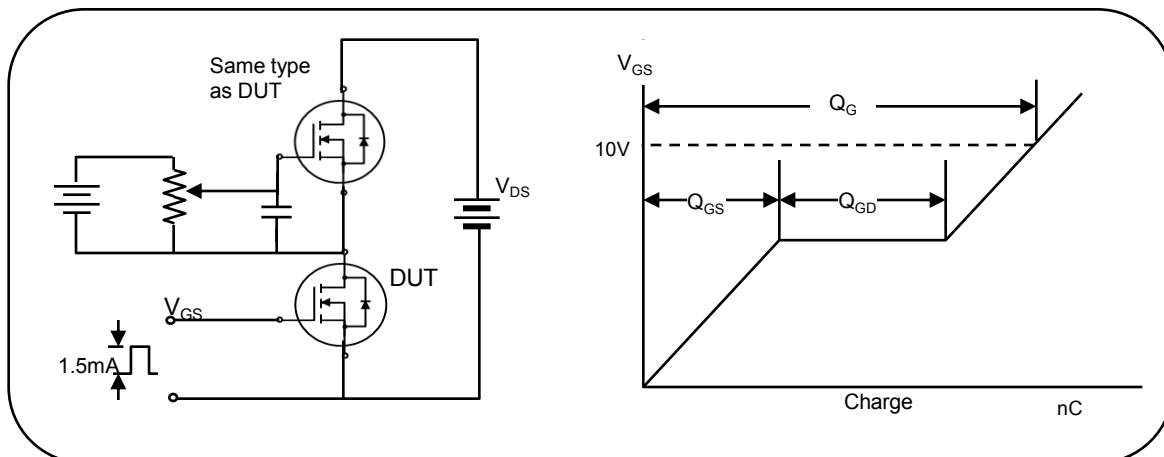 Same type
as DUT
V_DS
DUT
V_GS
1.5mA
V_GS
Q_G
10V
Q_GS
Q_GD
Charge
nC